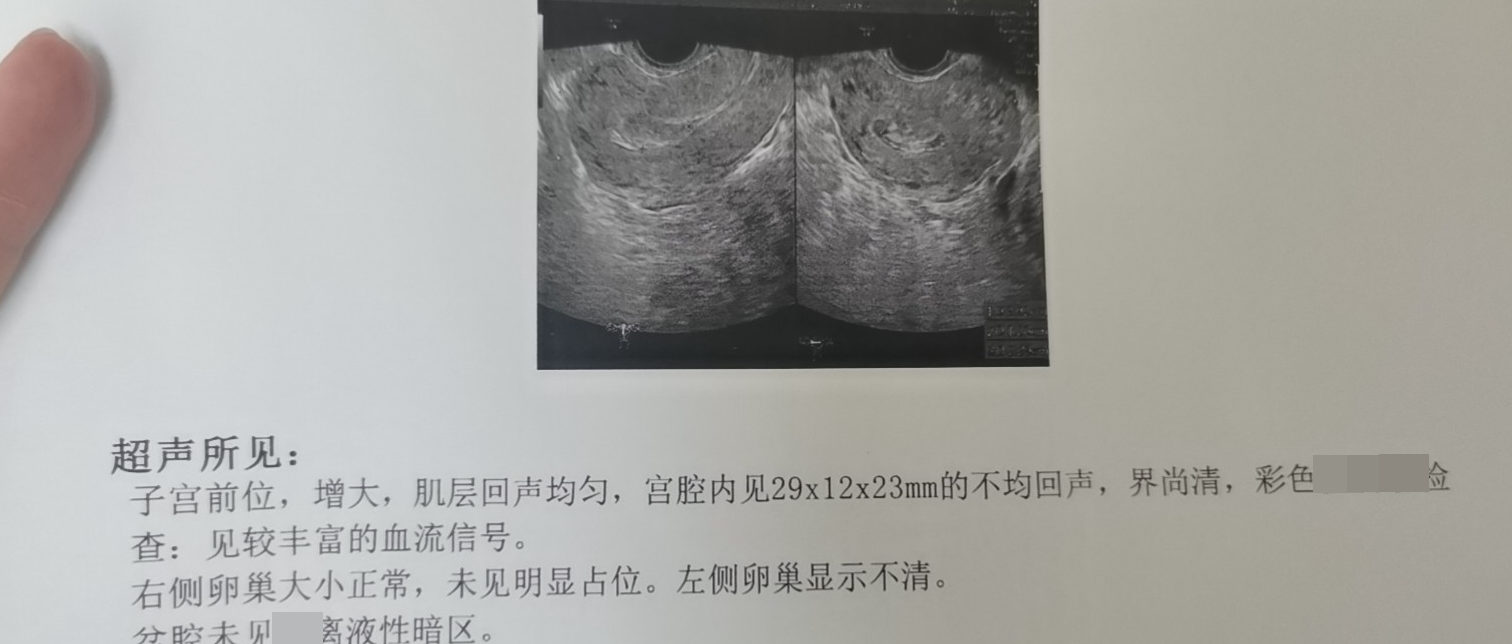 超声所见：
子宫前位，增大，肌层回声均匀，宫腔内见29x12x23mm的不均回声，界尚清，彩色 检
查：见较丰富的血流信号。
右侧卵巢大小正常，未见明显占位。左侧卵巢显示不清。
盆腔未见 离液性暗区。